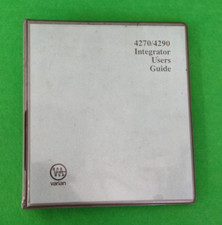 4270/4290
Integrator
Users
Guide
varian